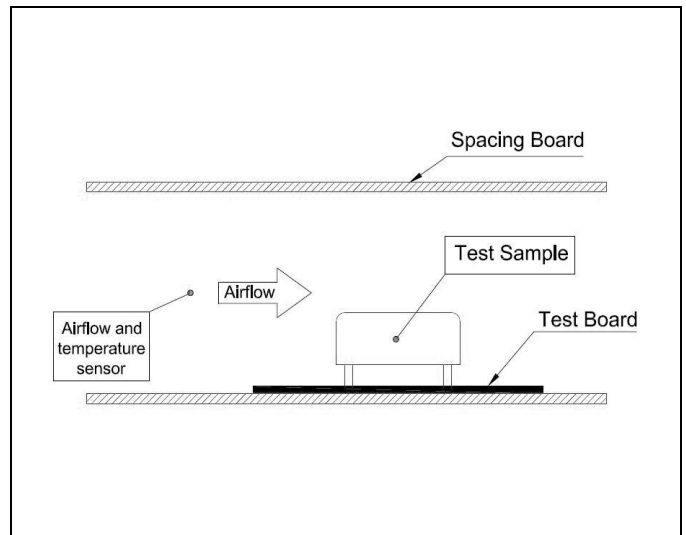 Spacing Board
Test Sample
Airflow
Test Board
Airflow and
temperature
sensor